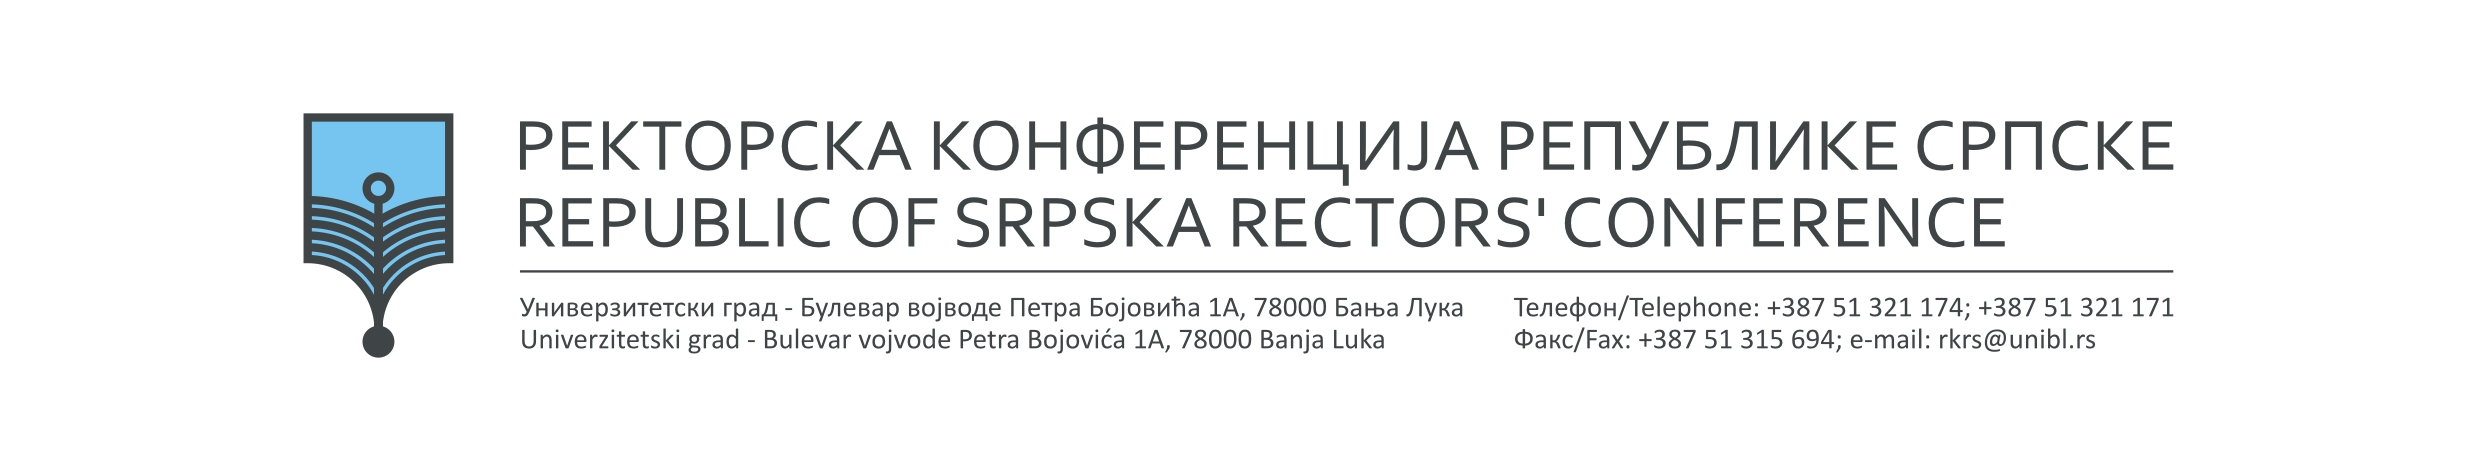 РЕКТОРСКА КОНФЕРЕНЦИЈА РЕПУБЛИКЕ СРПСКЕ
REPUBLIC OF SRPSKA RECTORS' CONFERENCE
Универзитетски град - Булевар војводе Петра Бојовића 1А, 78000 Бања Лука
Univerzitetski grad - Bulevar vojvode Petra Bojovića 1A, 78000 Banja Luka
Телефон/Telephone: +387 51 321 174; +387 51 321 171
Факс/Fax: +387 51 315 694; e-mail: rkrs@unibl.rs